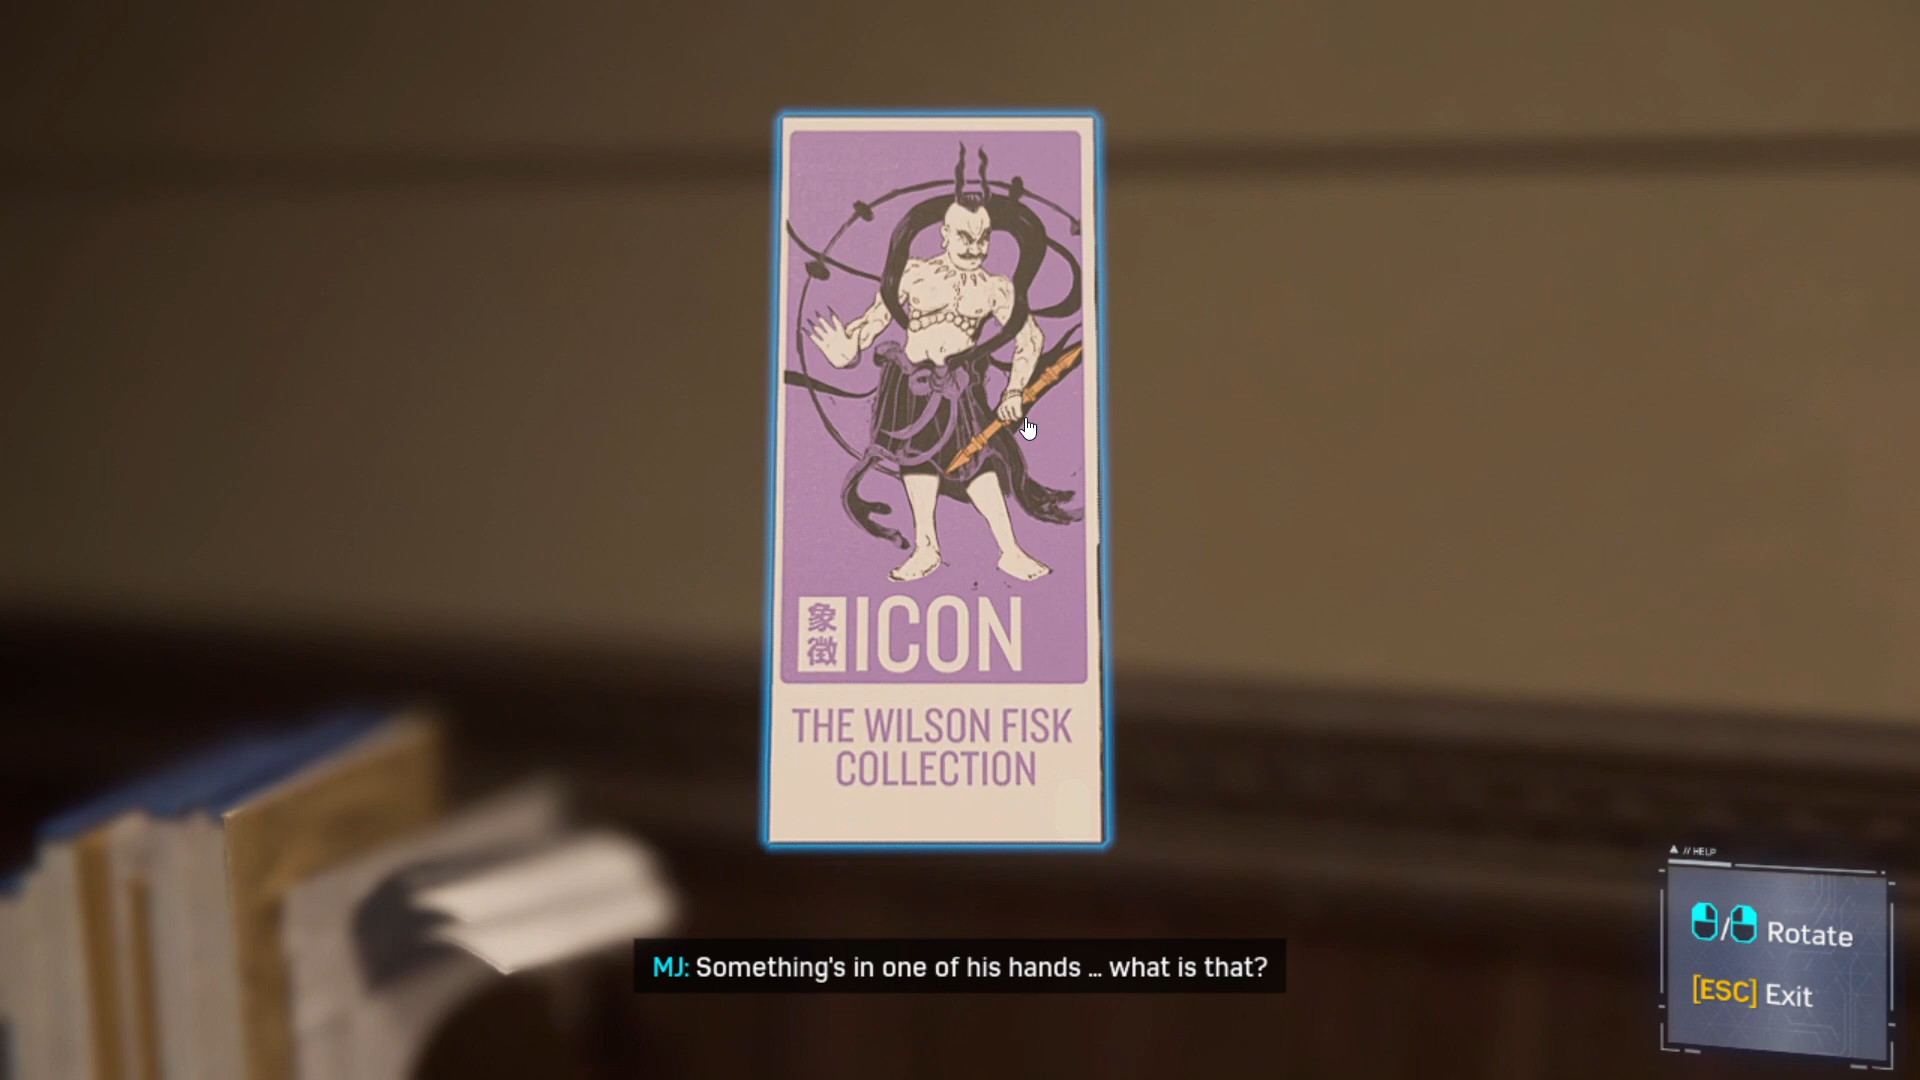 象
徴
ICON
THE WILSON FISK
COLLECTION
MJ: Something's in one of his hands ... what is that?
// HELP
/ Rotate
[ESC] Exit